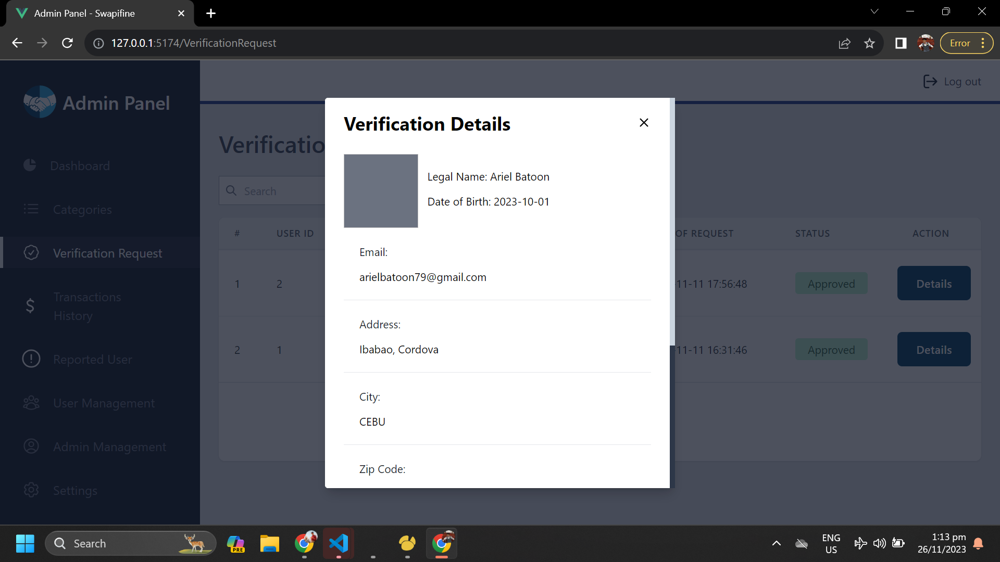 Admin Panel - Swapifine
127.0.0.1:5174/VerificationRequest
Error
Admin Panel
Dashboard
Categories
Verification Request
Transactions
History
Reported User
User Management
Admin Management
Settings
Log out
Verificatio
Search
# USER ID OF REQUEST STATUS ACTION
1 2 -11-11 17:56:48 Approved Details
2 1 -11-11 16:31:46 Approved Details
Verification Details
Legal Name: Ariel Batoon
Date of Birth: 2023-10-01
Email:
arielbatoon79@gmail.com
Address:
Ibabao, Cordova
City:
CEBU
Zip Code:
Search
PRE
ENG
US
1:13 pm
26/11/2023